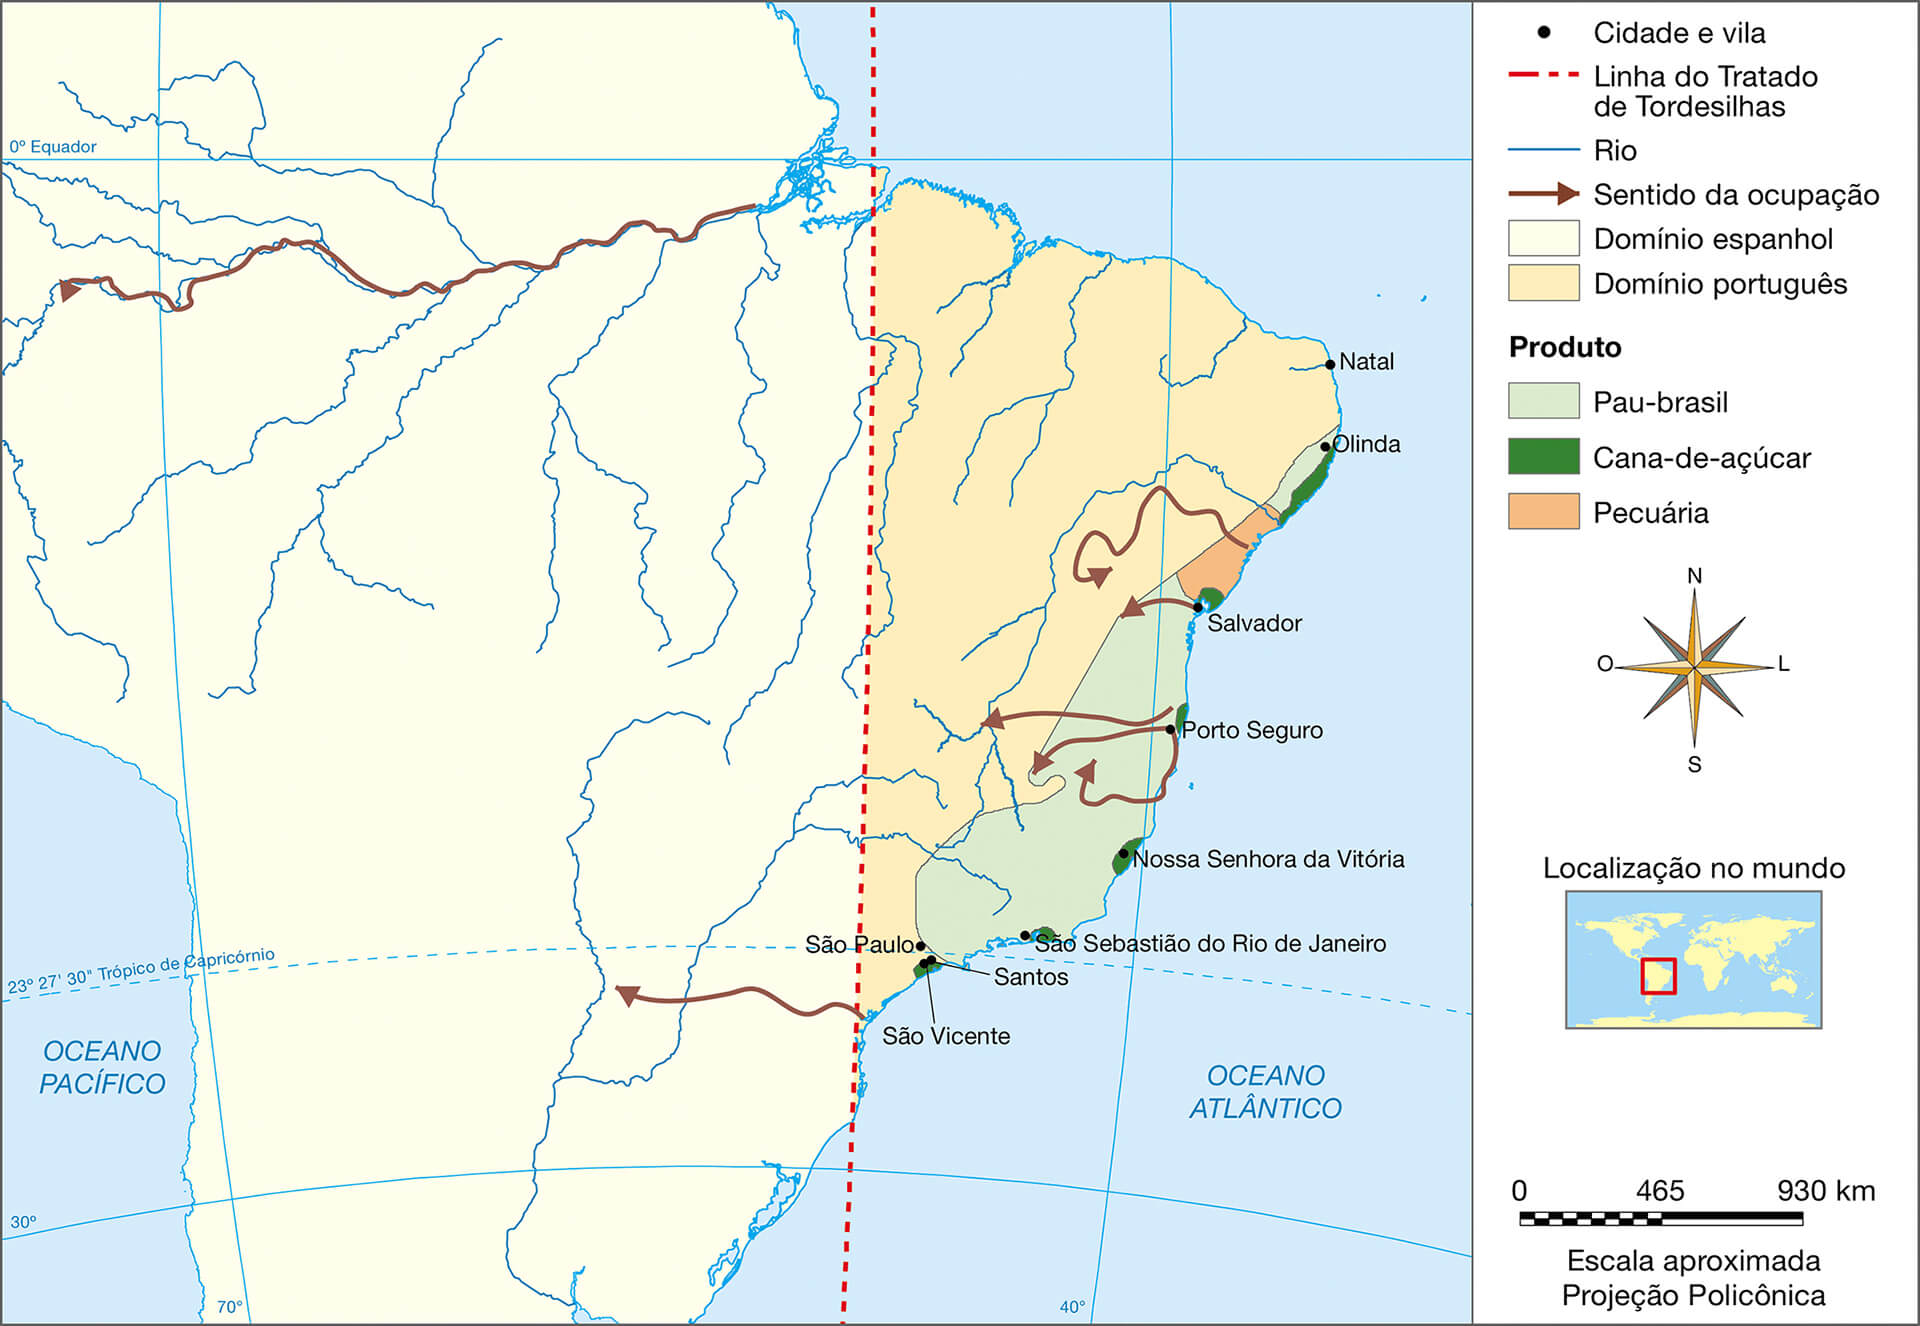 0º Equador
Natal
Olinda
Salvador
Porto Seguro
Nossa Senhora da Vitória
São Paulo
São Sebastião do Rio de Janeiro
Santos
São Vicente
23º 27' 30" Trópico de Capricórnio
OCEANO
PACÍFICO
OCEANO
ATLÂNTICO
30º
70°
40°
Cidade e vila
Linha do Tratado
de Tordesilhas
Rio
Sentido da ocupação
Domínio espanhol
Domínio português
Produto
Pau-brasil
Cana-de-açúcar
Pecuária
N
O
L
S
Localização no mundo
0 465 930 km
Escala aproximada
Projeção Policônica